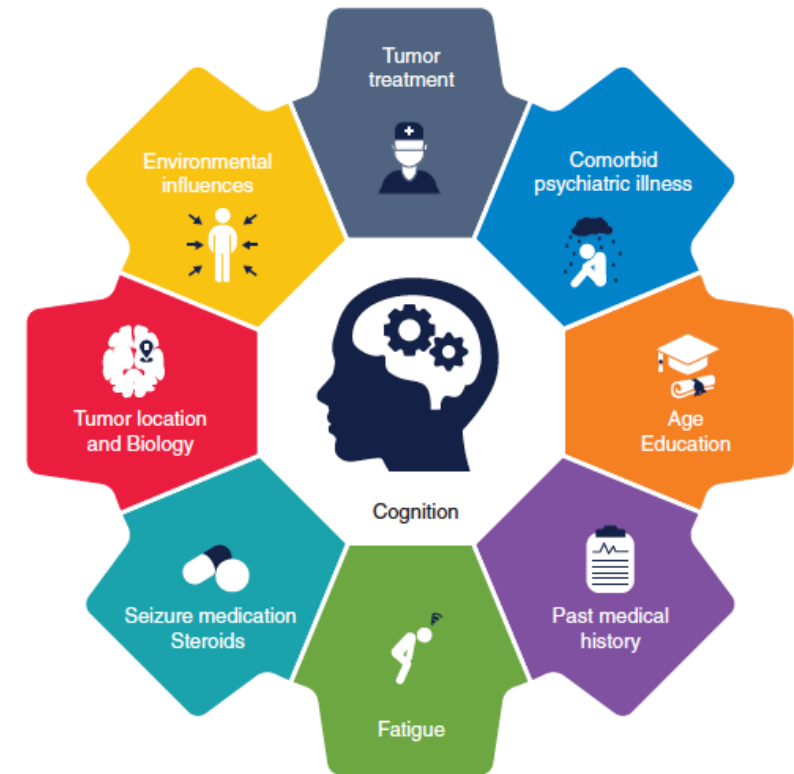 Tumor
treatment
Comorbid
psychiatric illness
Age
Education
Past medical
history
Fatigue
Seizure medication
Steroids
Tumor location
and Biology
Environmental
influences
Cognition